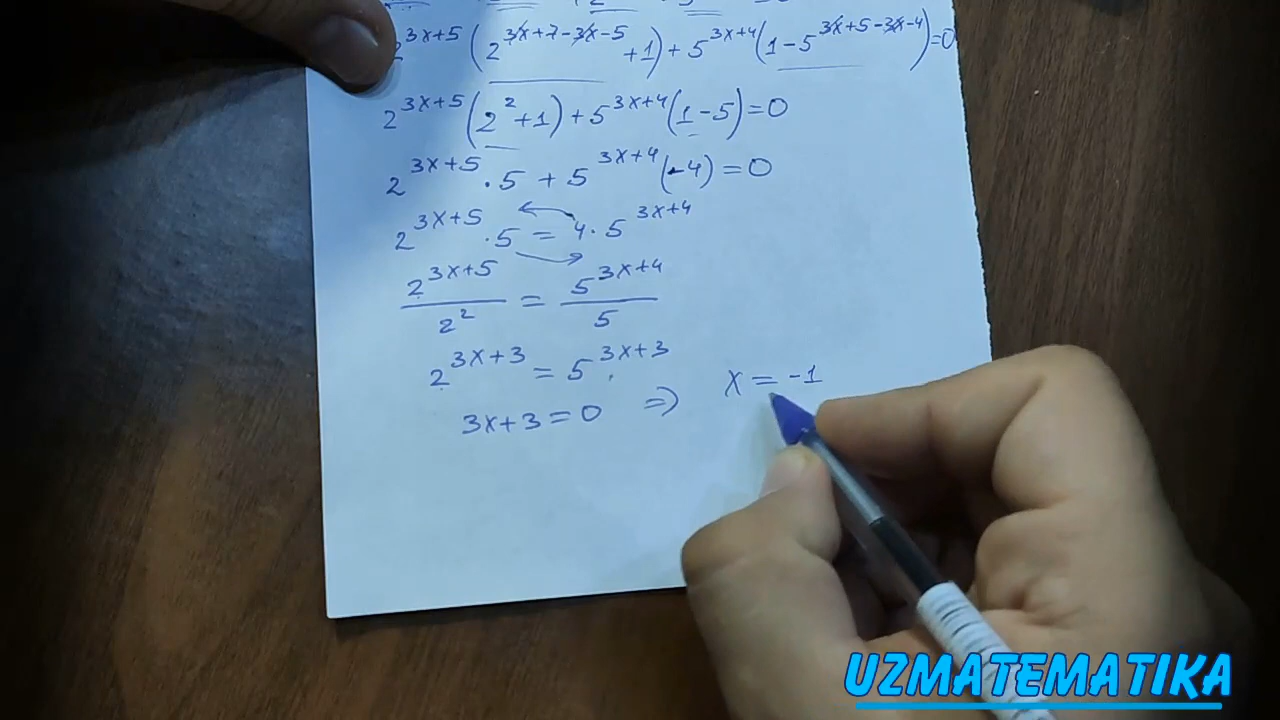 2^{3x+5} (2^{3x+7-3x-5} + 1) + 5^{3x+4} (1 - 5^{3x+5-3x-4}) = 0
2^{3x+5} (2^2 + 1) + 5^{3x+4} (1 - 5) = 0
2^{3x+5} · 5 + 5^{3x+4} (-4) = 0
2^{3x+5} · 5 = 4 · 5^{3x+4}
\frac{2^{3x+5}}{2^2} = \frac{5^{3x+4}}{5}
2^{3x+3} = 5^{3x+3}
3x+3=0 ⇒ x = -1
UZMATEMATIKA